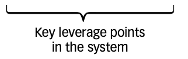 Key leverage points
in the system